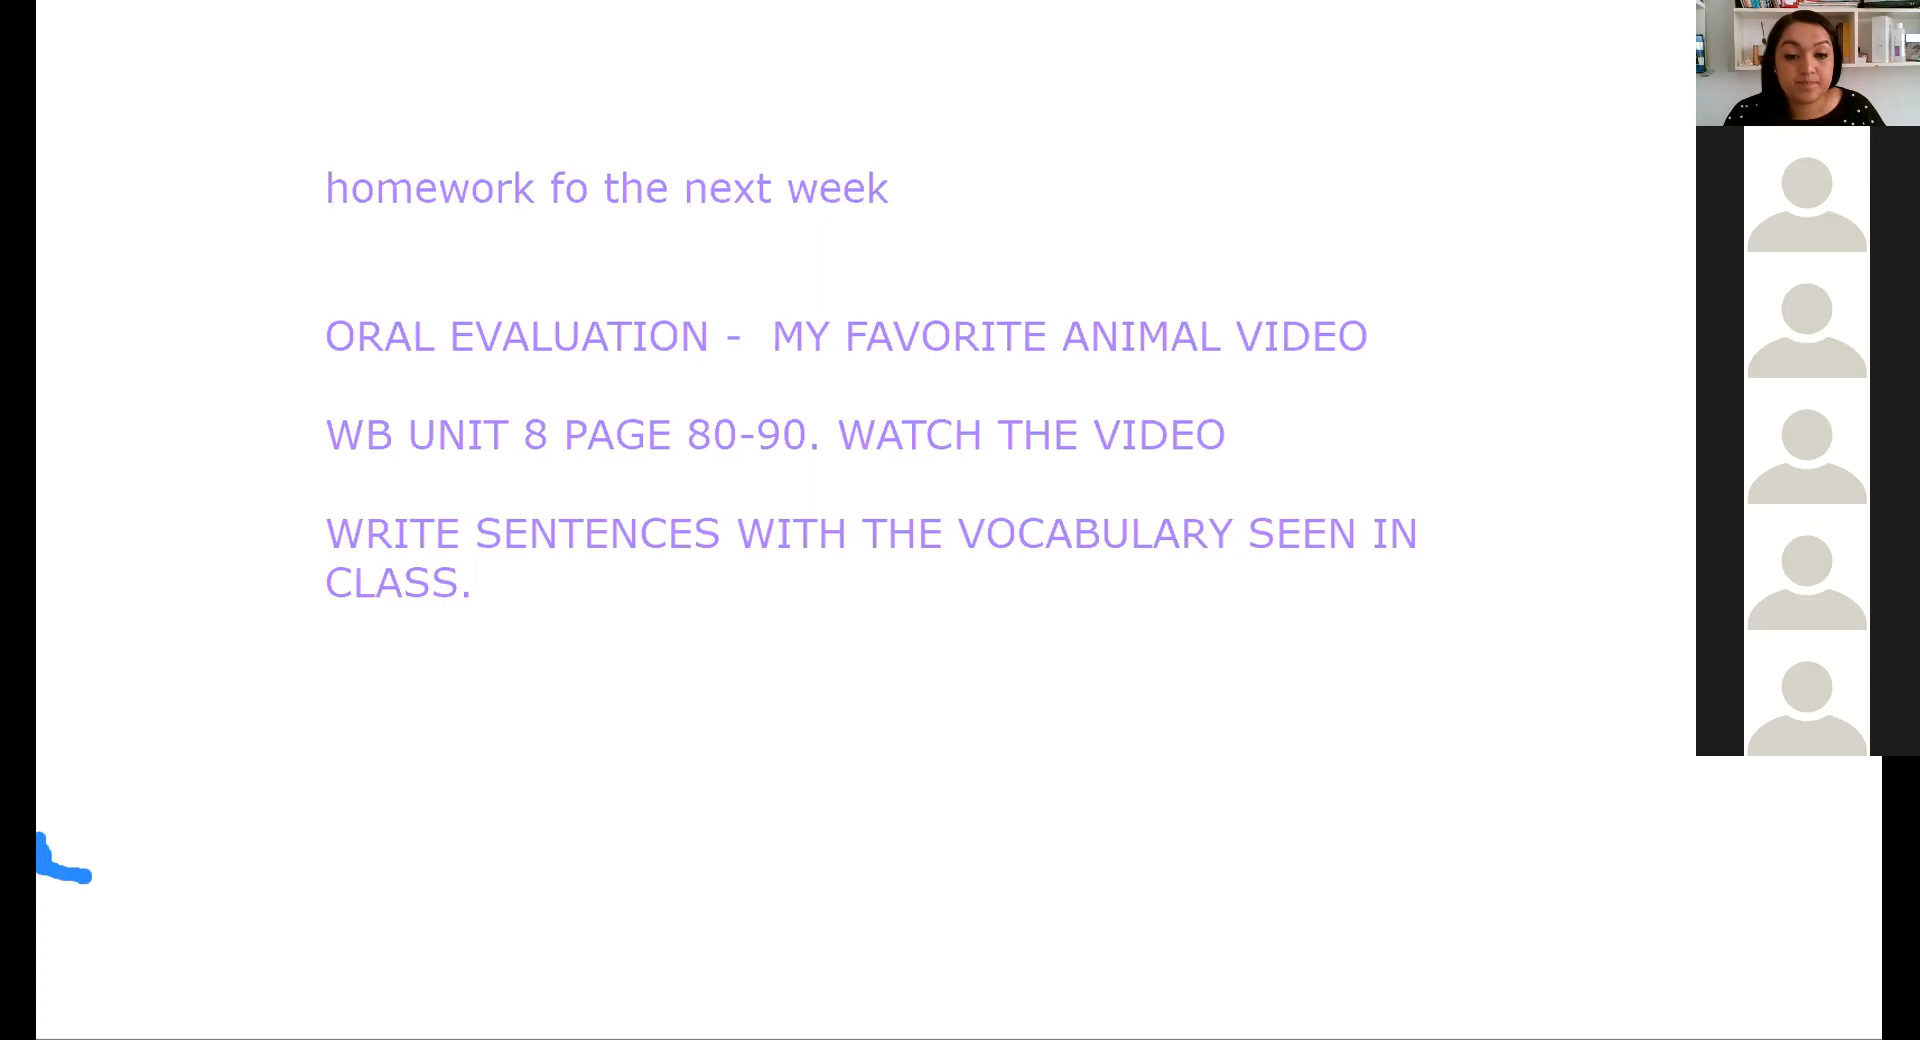 homework fo the next week
ORAL EVALUATION - MY FAVORITE ANIMAL VIDEO
WB UNIT 8 PAGE 80-90. WATCH THE VIDEO
WRITE SENTENCES WITH THE VOCABULARY SEEN IN
CLASS.